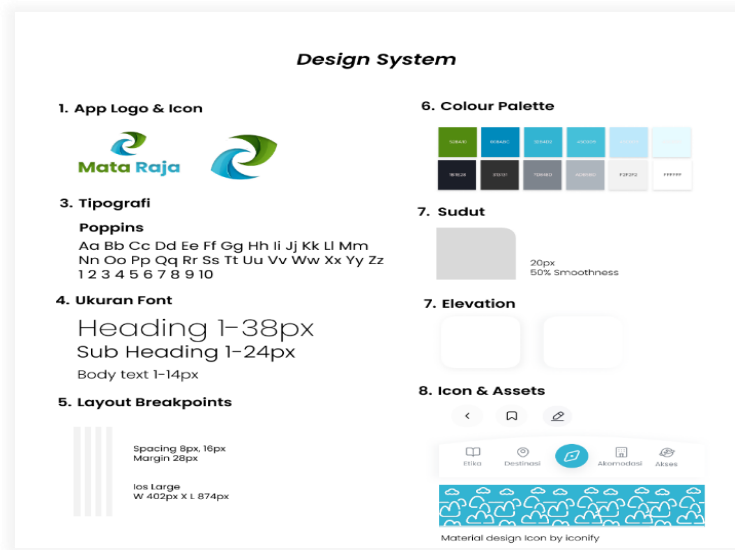 Design System
1. App Logo & Icon
Mata Raja
3. Tipografi
Poppins
Aa Bb Cc Dd Ee Ff Gg Hh Ii Jj Kk Ll Mm
Nn Oo Pp Qq Rr Ss Tt Uu Vv Ww Xx Yy Zz
1 2 3 4 5 6 7 8 9 10
4. Ukuran Font
Heading 1-38px
Sub Heading 1-24px
Body text 1-14px
5. Layout Breakpoints
Spacing 8px, 16px
Margin 28px
Ios Large
W 402px X L 874px
6. Colour Palette
F2F2F2
FFFFFF
7. Sudut
20px
50% Smoothness
7. Elevation
8. Icon & Assets
Etika
Destinasi
Akomodasi
Akses
Material design Icon by iconify